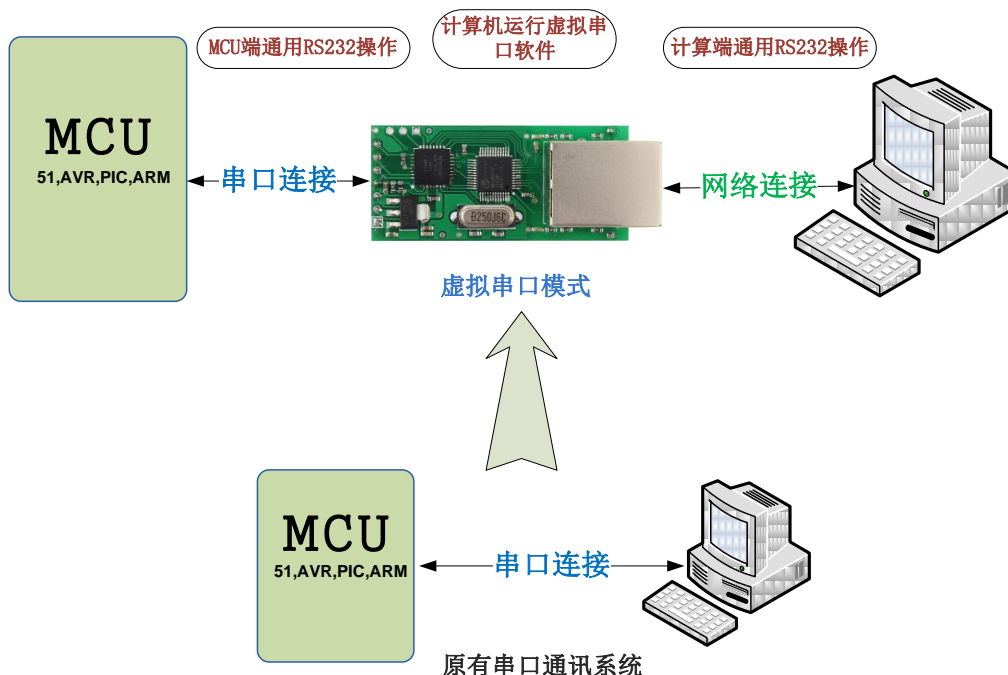 MCU端通用RS232操作
计算机运行虚拟串
口软件
计算端通用RS232操作
MCU
51,AVR,PIC,ARM
串口连接
D250J6C
网络连接
虚拟串口模式
MCU
51,AVR,PIC,ARM
串口连接
原有串口通讯系统